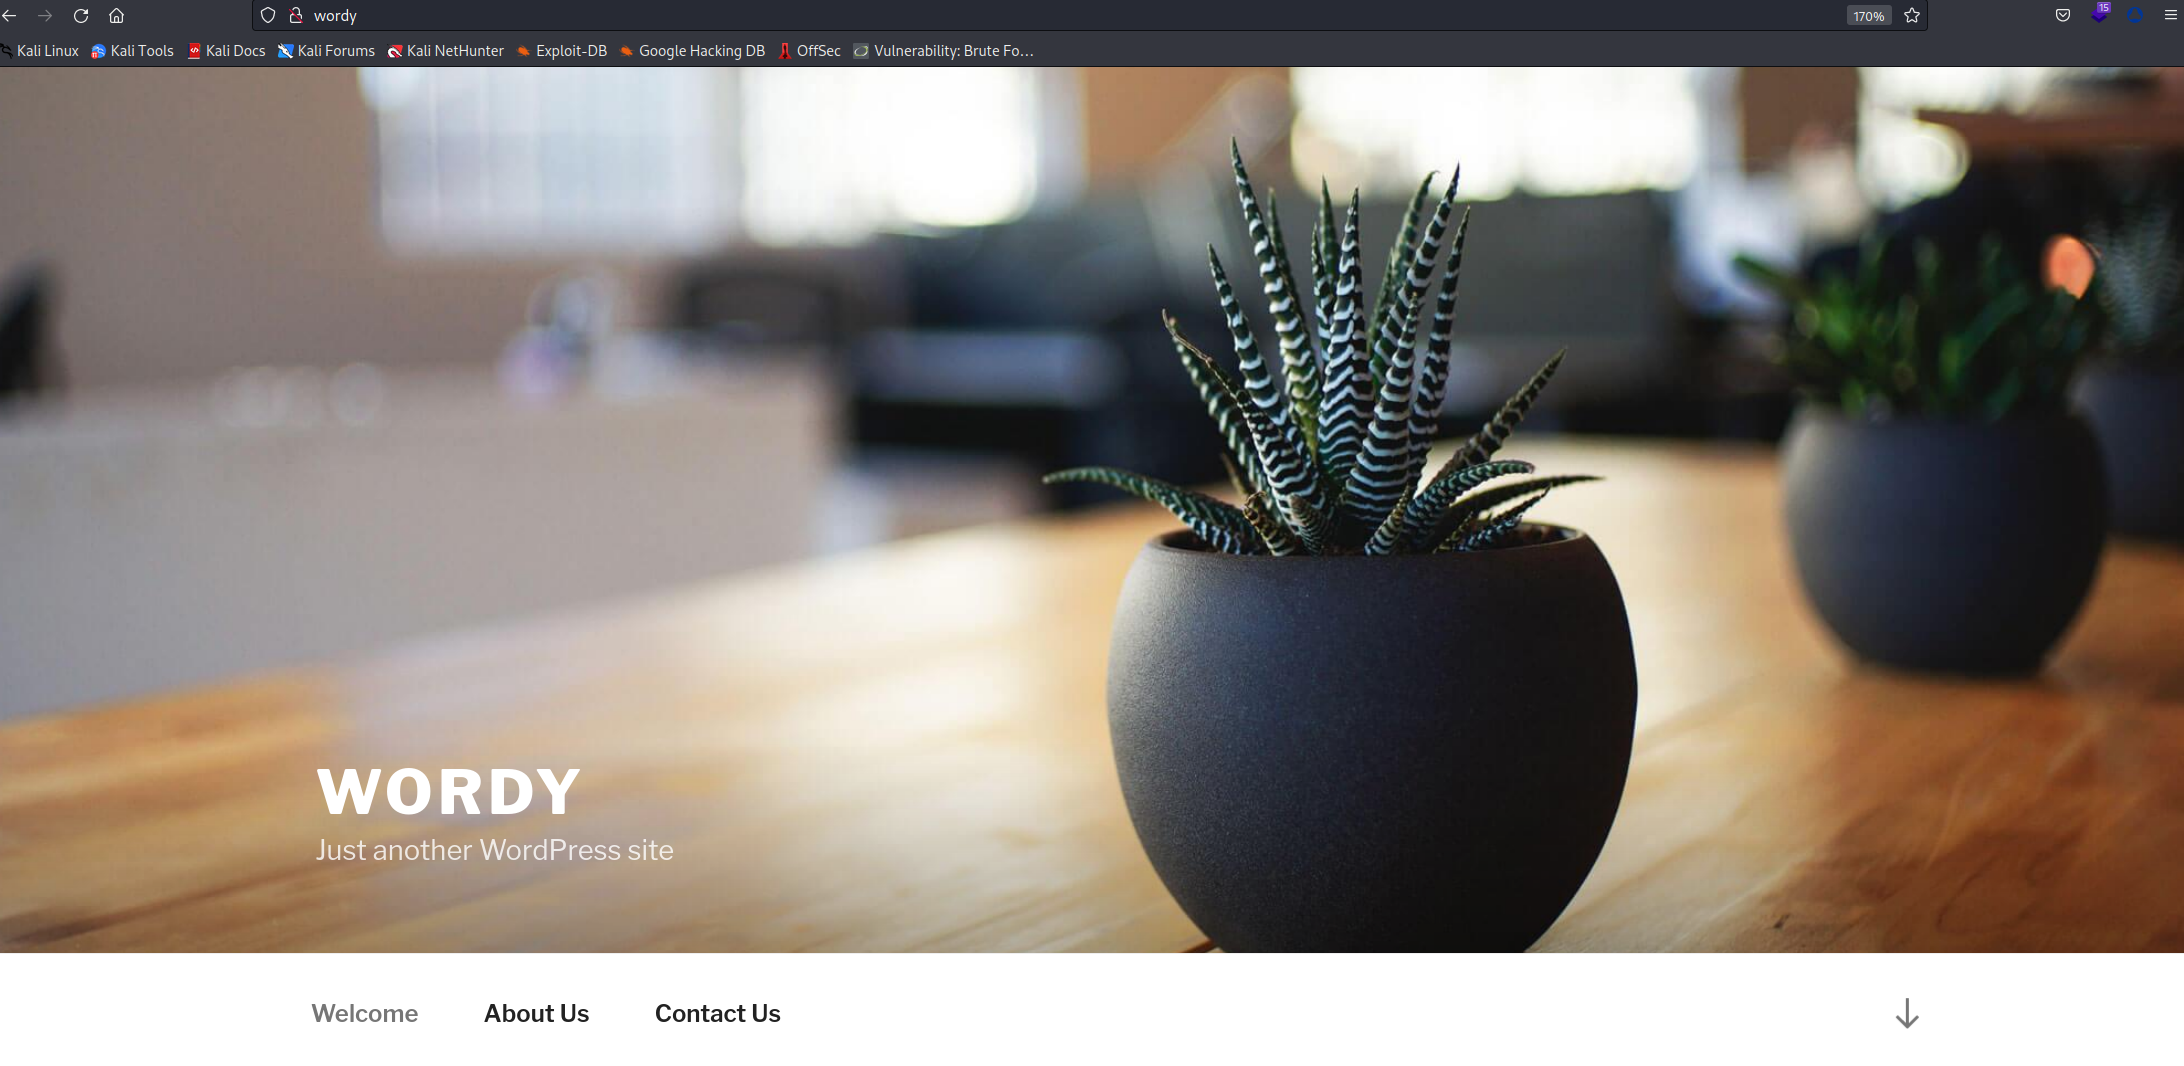 wordy
170%
15
Kali Linux Kali Tools Kali Docs Kali Forums Kali NetHunter Exploit-DB Google Hacking DB OffSec Vulnerability: Brute Fo…
WORDY
Just another WordPress site
Welcome About Us Contact Us